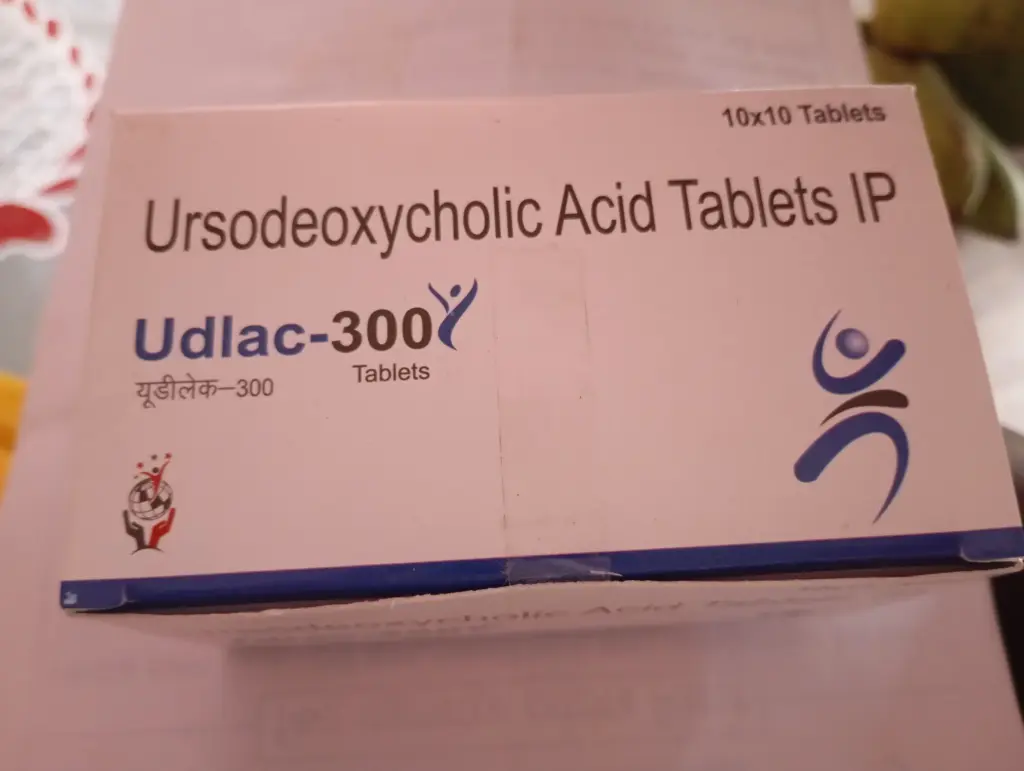 10x10 Tablets
Ursodeoxycholic Acid Tablets IP
Udlac-300
Tablets
यूडीलेक–300